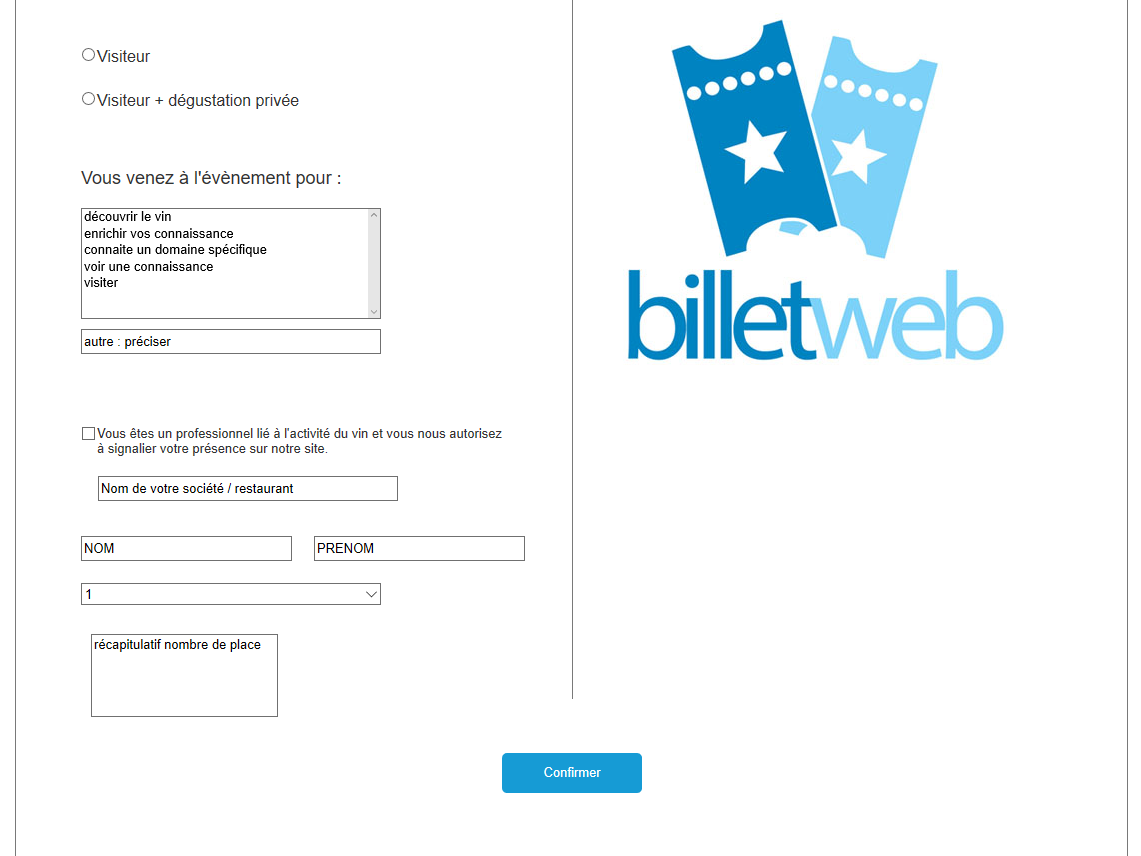 Visiteur
Visiteur + dégustation privée
Vous venez à l'évènement pour :
découvrir le vin
enrichir vos connaissance
connaite un domaine spécifique
voir une connaissance
visiter
autre : préciser
Vous êtes un professionnel lié à l'activité du vin et vous nous autorisez
à signalier votre présence sur notre site.
Nom de votre société / restaurant
NOM PRENOM
1
récapitulatif nombre de place
billetweb
Confirmer